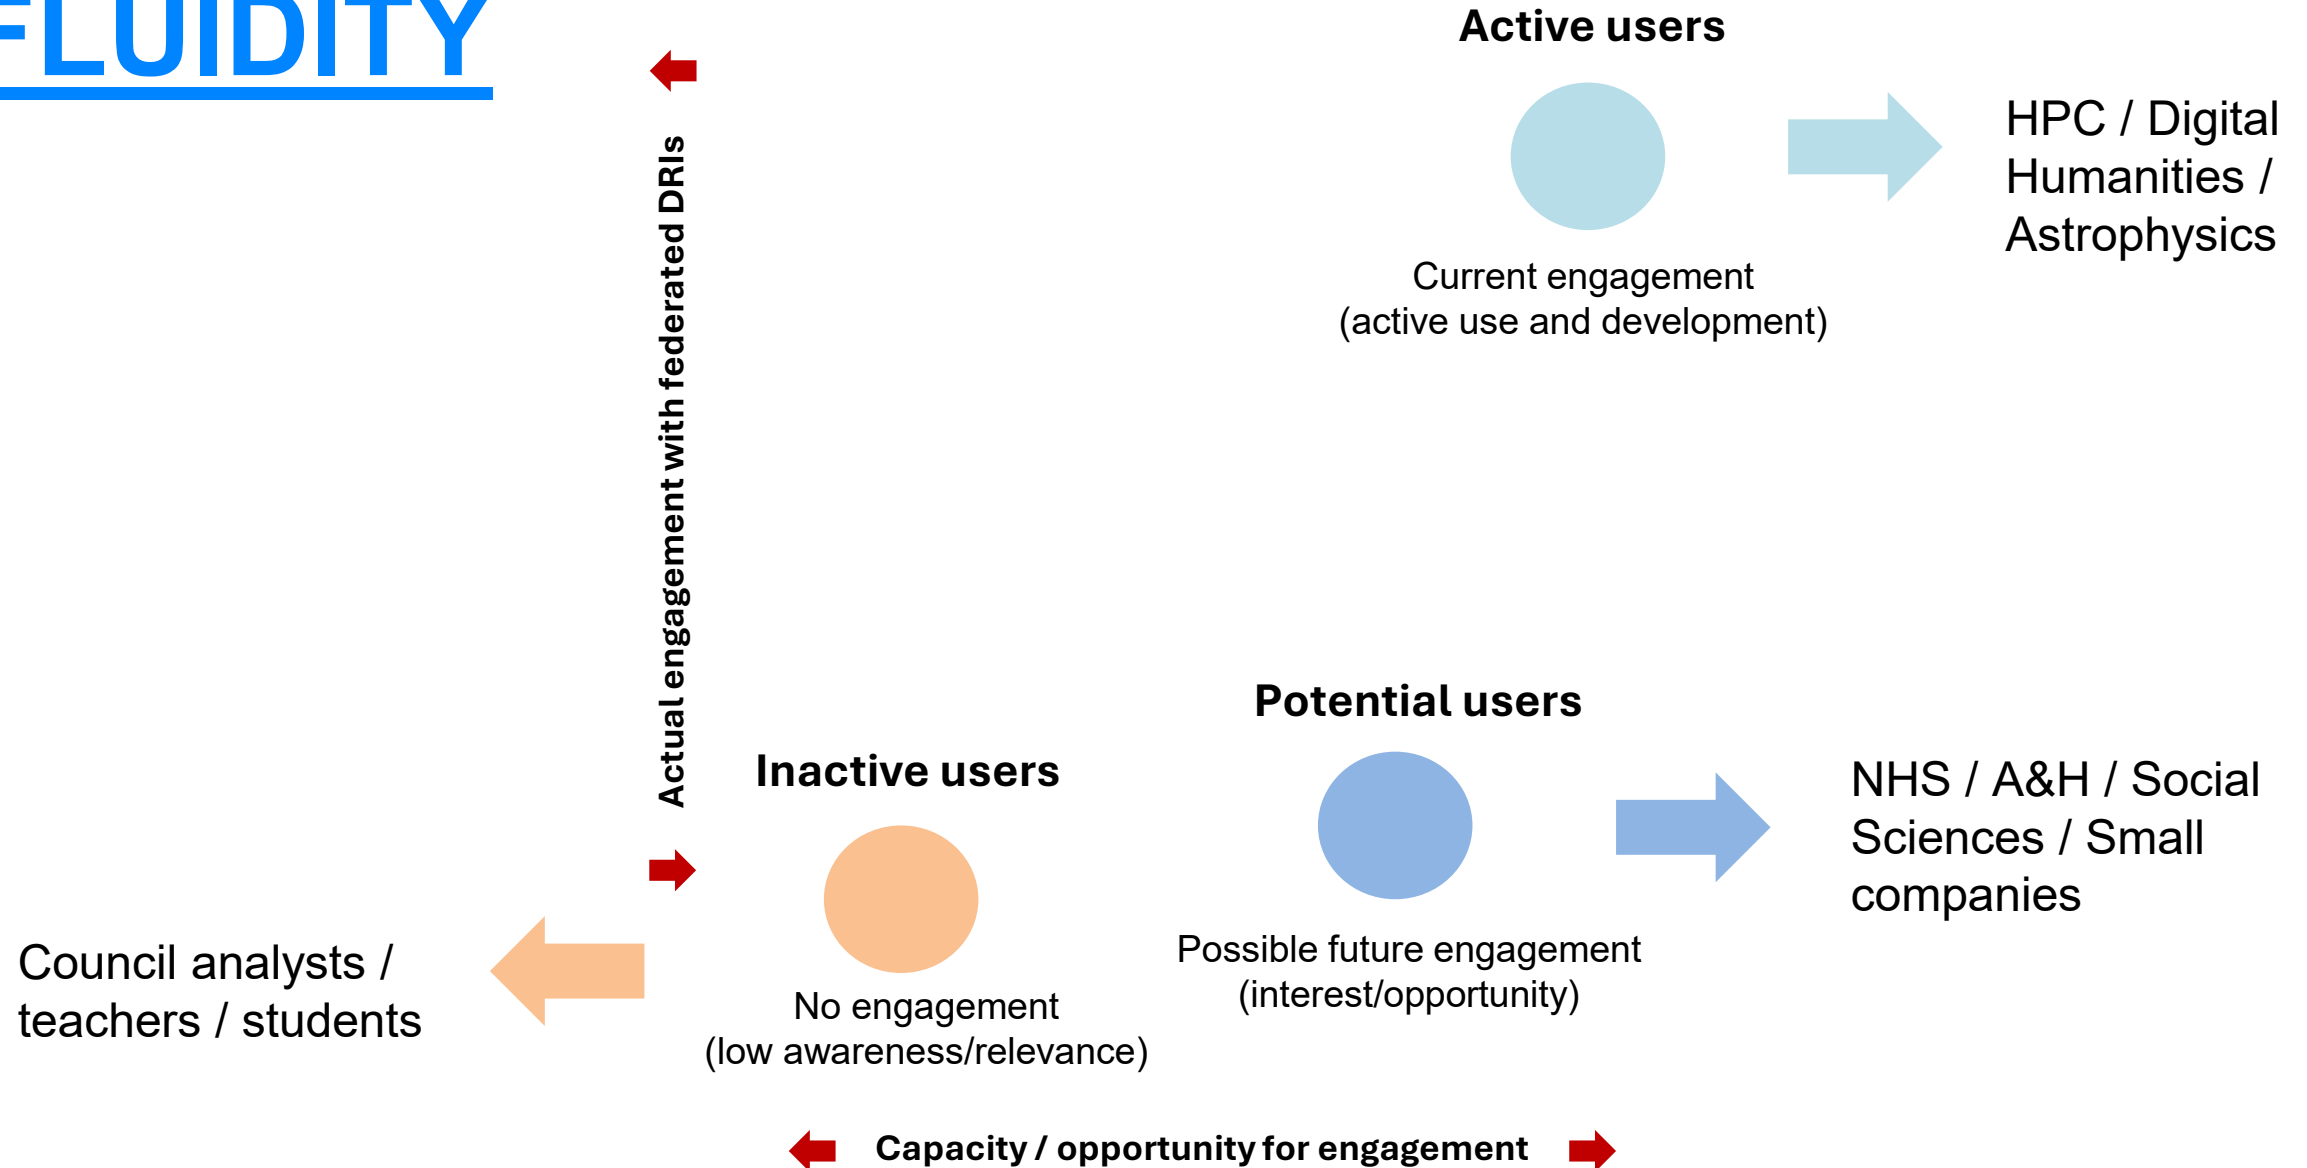 FLUIDITY
Active users
HPC / Digital
Humanities /
Astrophysics
Current engagement
(active use and development)
Actual engagement with federated DRIs
Potential users
Inactive users
NHS / A&H / Social
Sciences / Small
companies
Possible future engagement
(interest/opportunity)
Council analysts /
teachers / students
No engagement
(low awareness/relevance)
Capacity / opportunity for engagement